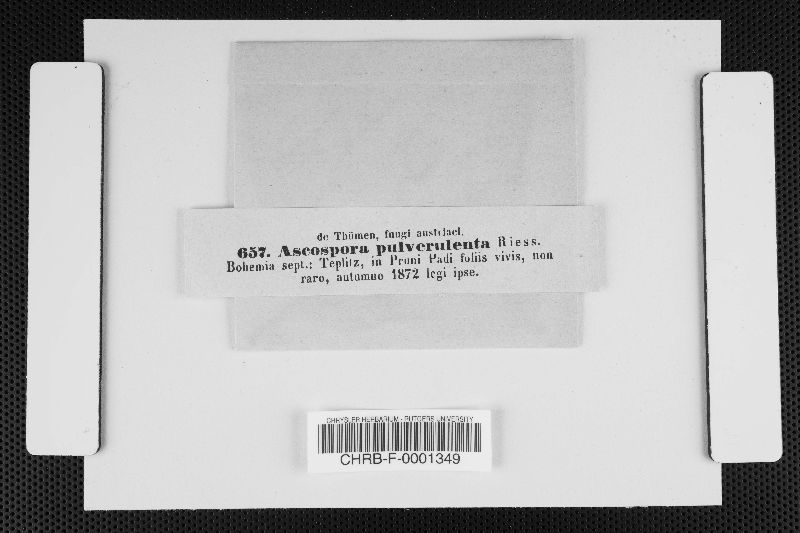 de Thümen, fungi austriaci.
657. Ascospora pulverulenta Riess.
Bohemia sept.: Teplitz, in Pruni Padi foliis vivis, non
raro, autumno 1872 legi ipse.
CHRYSLER HERBARIUM - RUTGERS UNIVERSITY
CHRB-F-0001349